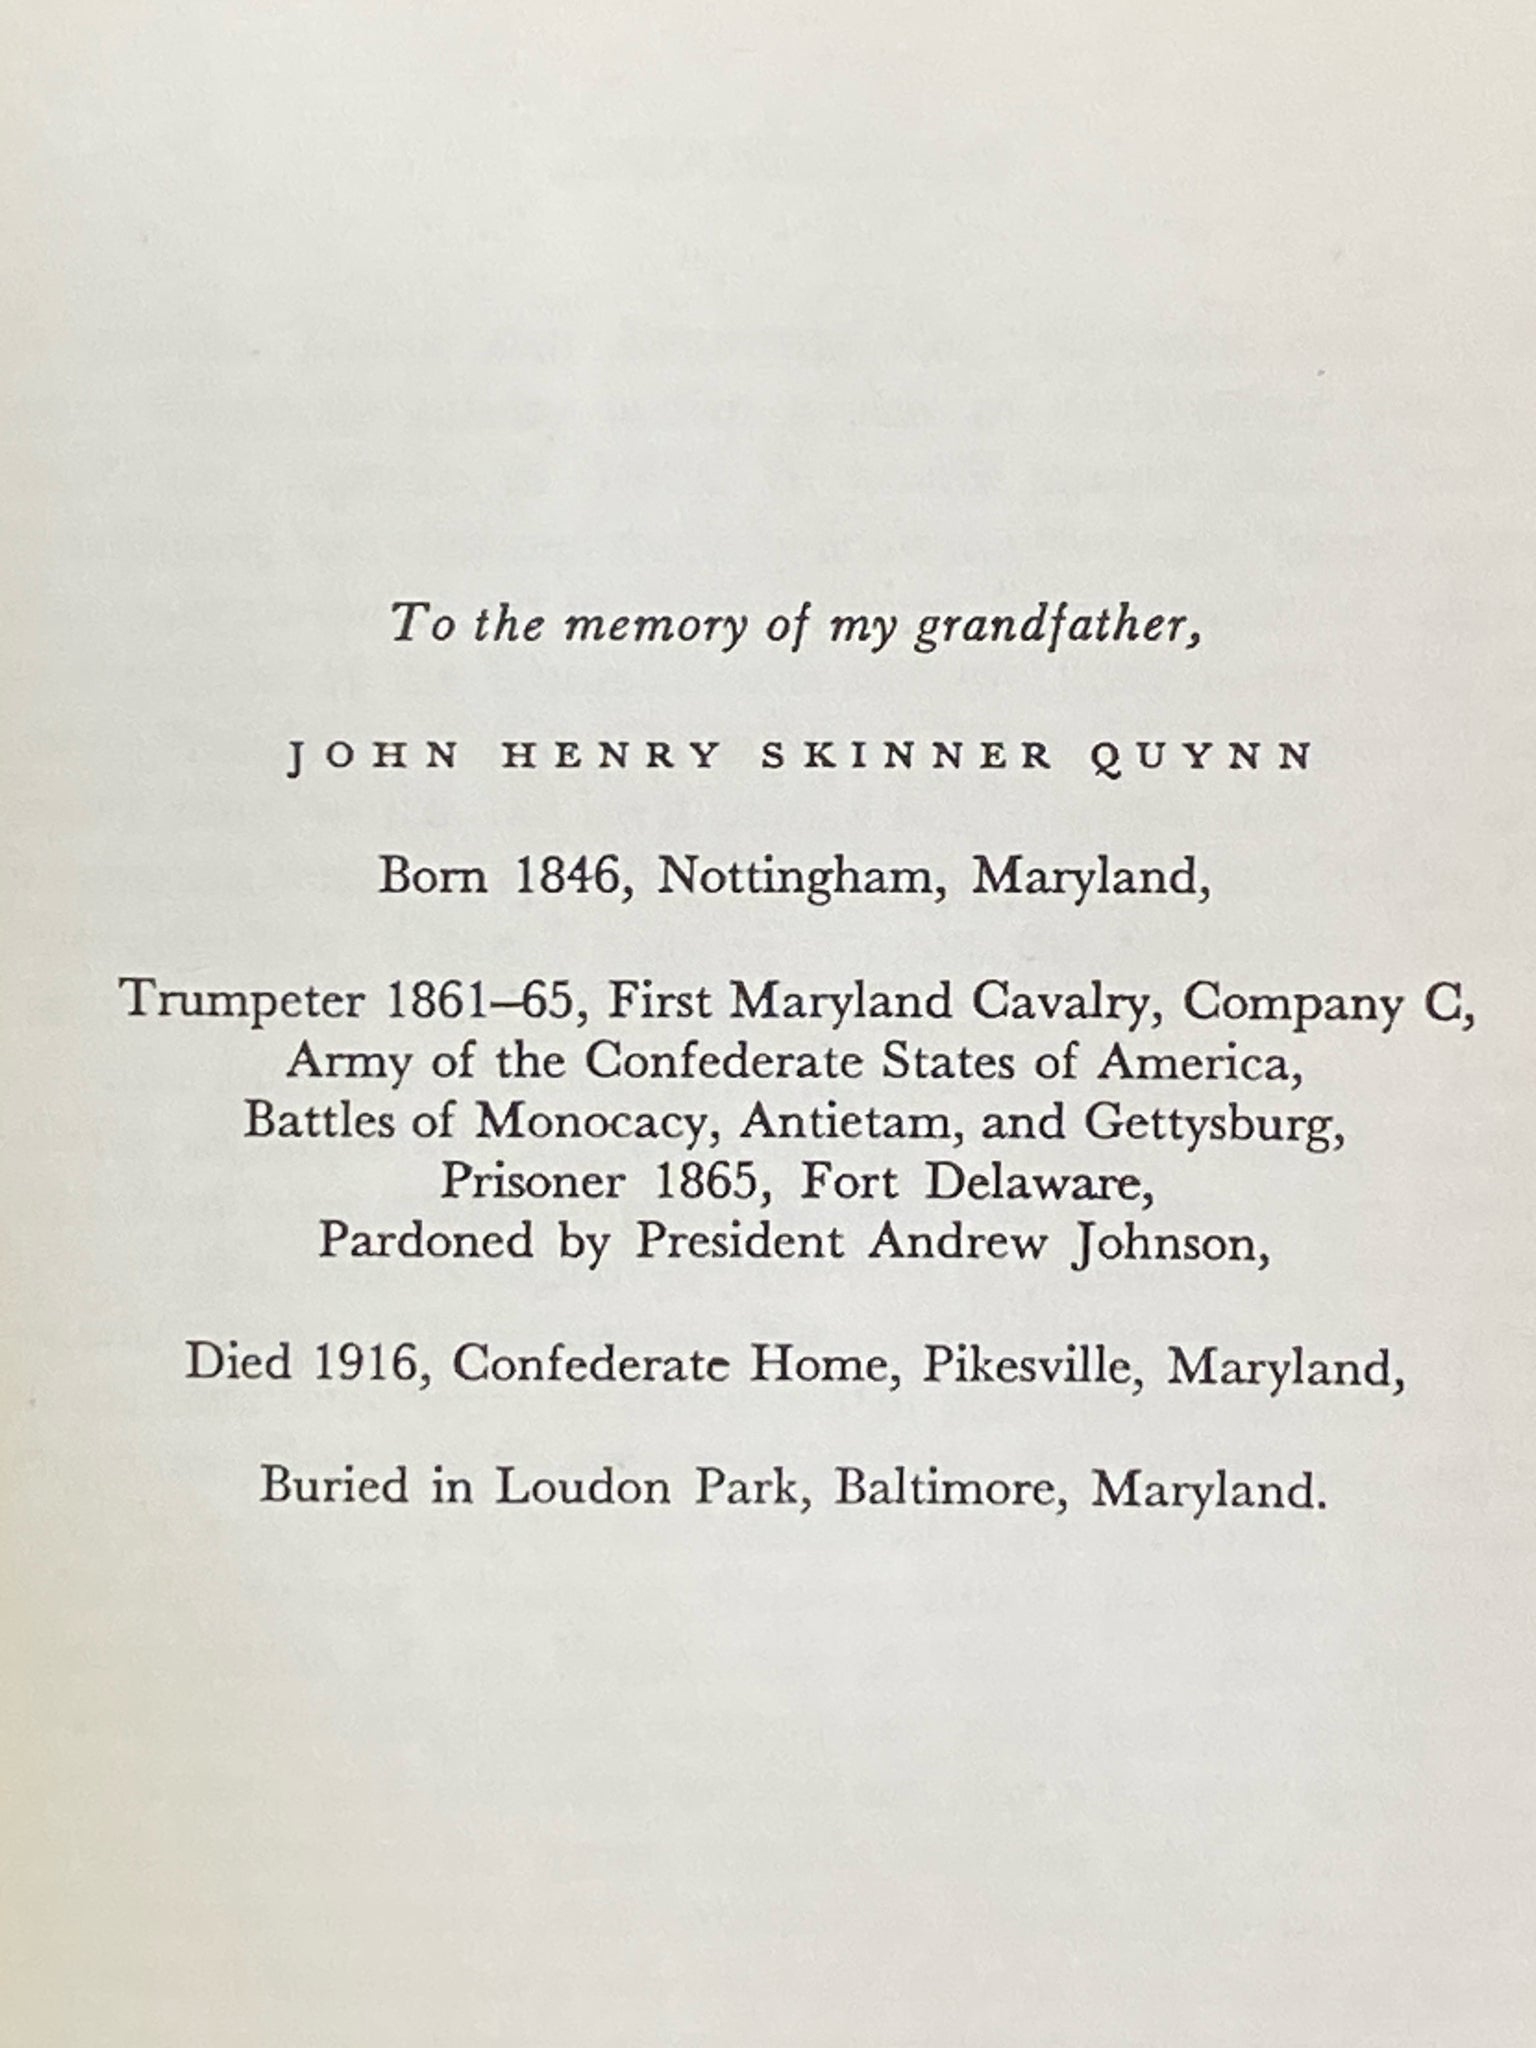 To the memory of my grandfather,
JOHN HENRY SKINNER QUYNN
Born 1846, Nottingham, Maryland,
Trumpeter 1861–65, First Maryland Cavalry, Company C,
Army of the Confederate States of America,
Battles of Monocacy, Antietam, and Gettysburg,
Prisoner 1865, Fort Delaware,
Pardoned by President Andrew Johnson,
Died 1916, Confederate Home, Pikesville, Maryland,
Buried in Loudon Park, Baltimore, Maryland.